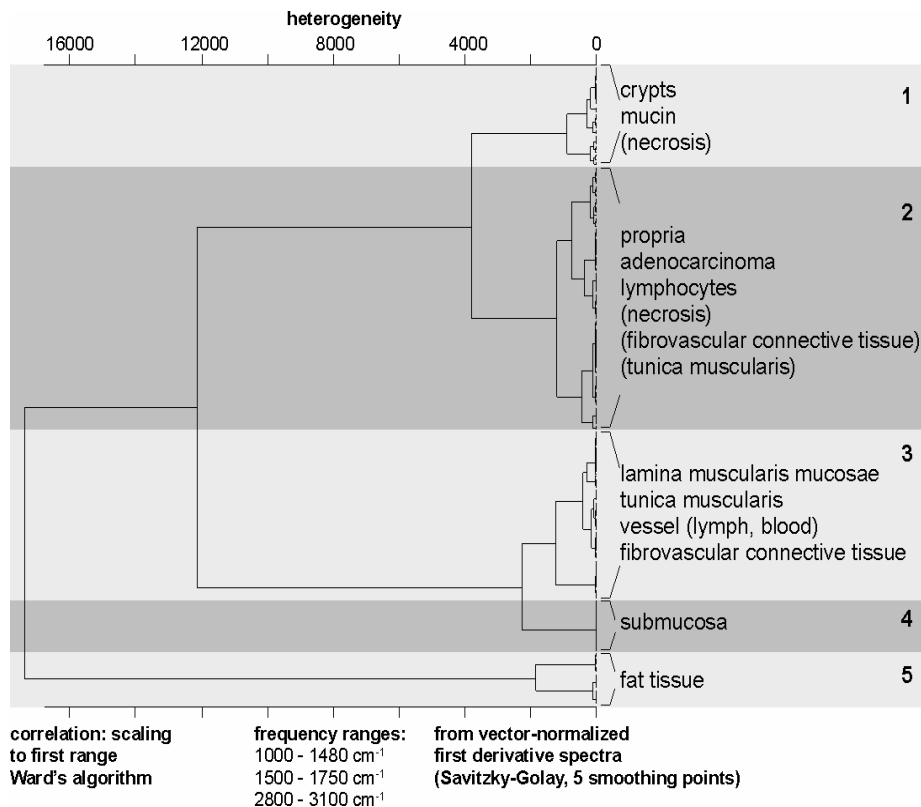 heterogeneity
16000 12000 8000 4000 0
crypts
mucin
(necrosis)
1
propria
adenocarcinoma
lymphocytes
(necrosis)
(fibrovascular connective tissue)
(tunica muscularis)
2
lamina muscularis mucosae
tunica muscularis
vessel (lymph, blood)
fibrovascular connective tissue
3
submucosa
4
fat tissue
5
correlation: scaling
to first range
Ward's algorithm
frequency ranges:
1000 - 1480 cm⁻¹
1500 - 1750 cm⁻¹
2800 - 3100 cm⁻¹
from vector-normalized
first derivative spectra
(Savitzky-Golay, 5 smoothing points)